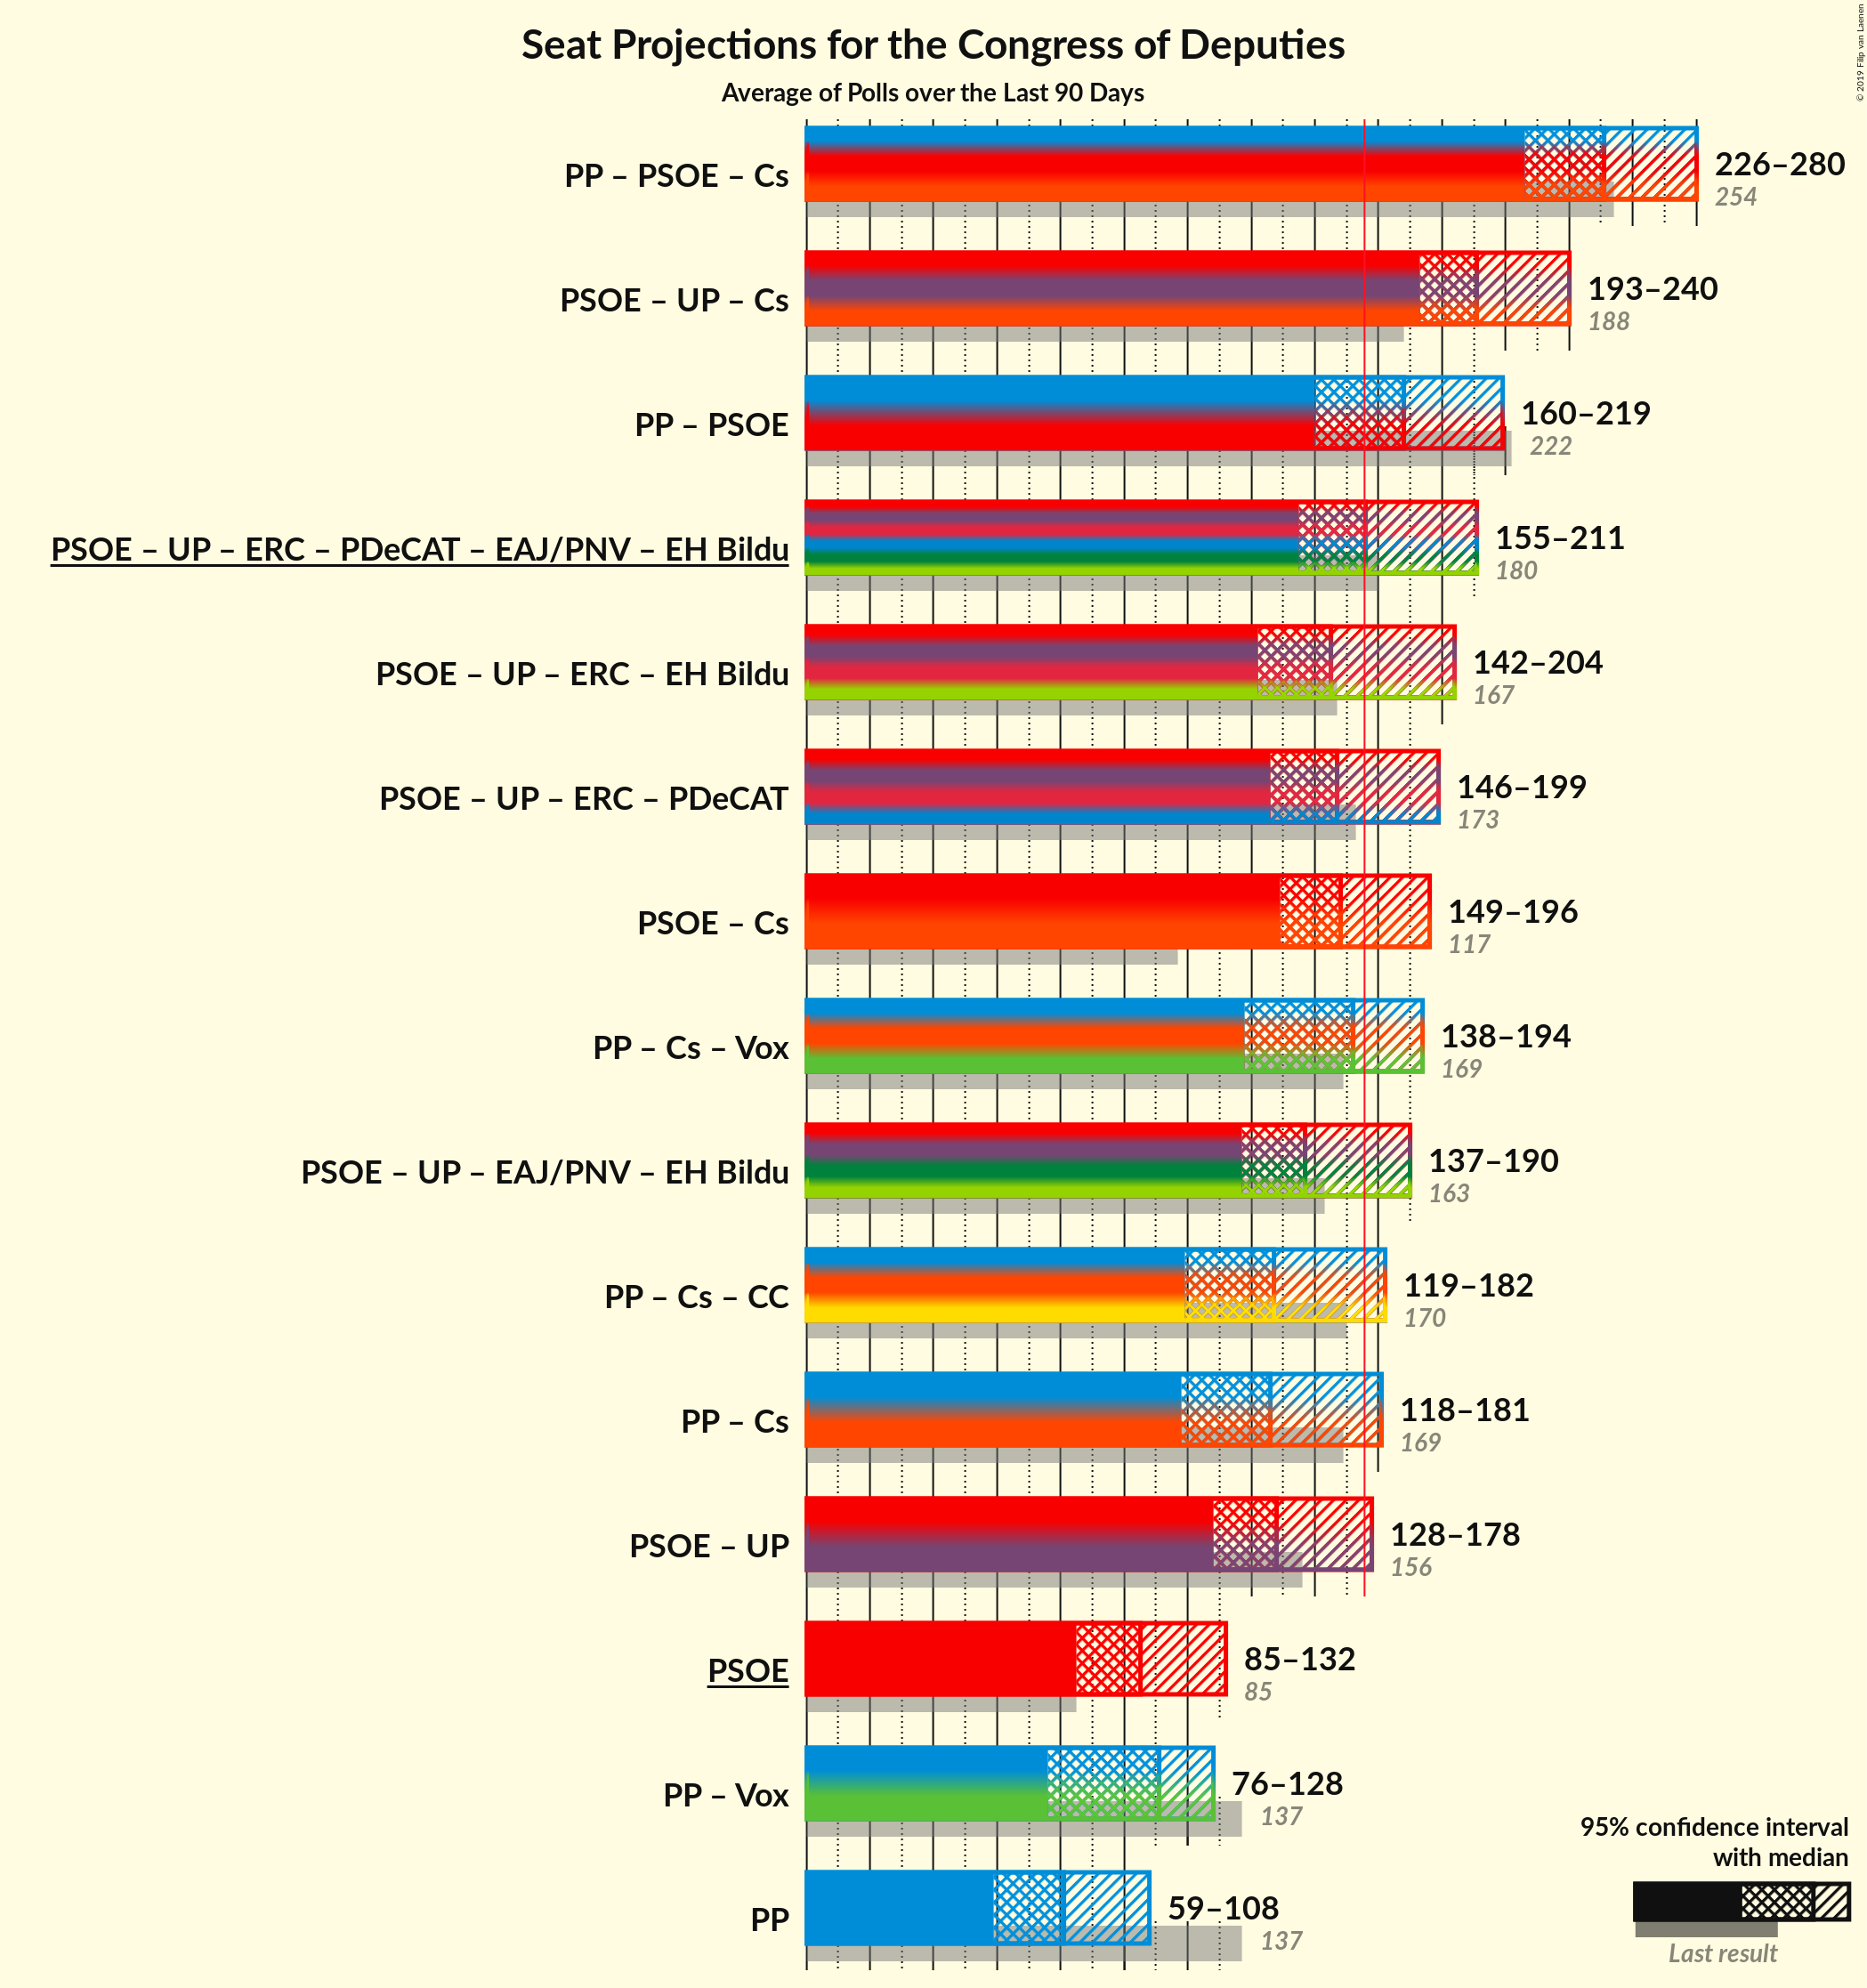 Seat Projections for the Congress of Deputies
Average of Polls over the Last 90 Days
© 2019 Filip van Laenen
PP – PSOE – Cs
226–280
254
PSOE – UP – Cs
193–240
188
PP – PSOE
160–219
222
PSOE – UP – ERC – PDeCAT – EAJ/PNV – EH Bildu
155–211
180
PSOE – UP – ERC – EH Bildu
142–204
167
PSOE – UP – ERC – PDeCAT
146–199
173
PSOE – Cs
149–196
117
PP – Cs – Vox
138–194
169
PSOE – UP – EAJ/PNV – EH Bildu
137–190
163
PP – Cs – CC
119–182
170
PP – Cs
118–181
169
PSOE – UP
128–178
156
PSOE
85–132
85
PP – Vox
76–128
137
PP
59–108
137
95% confidence interval
with median
Last result